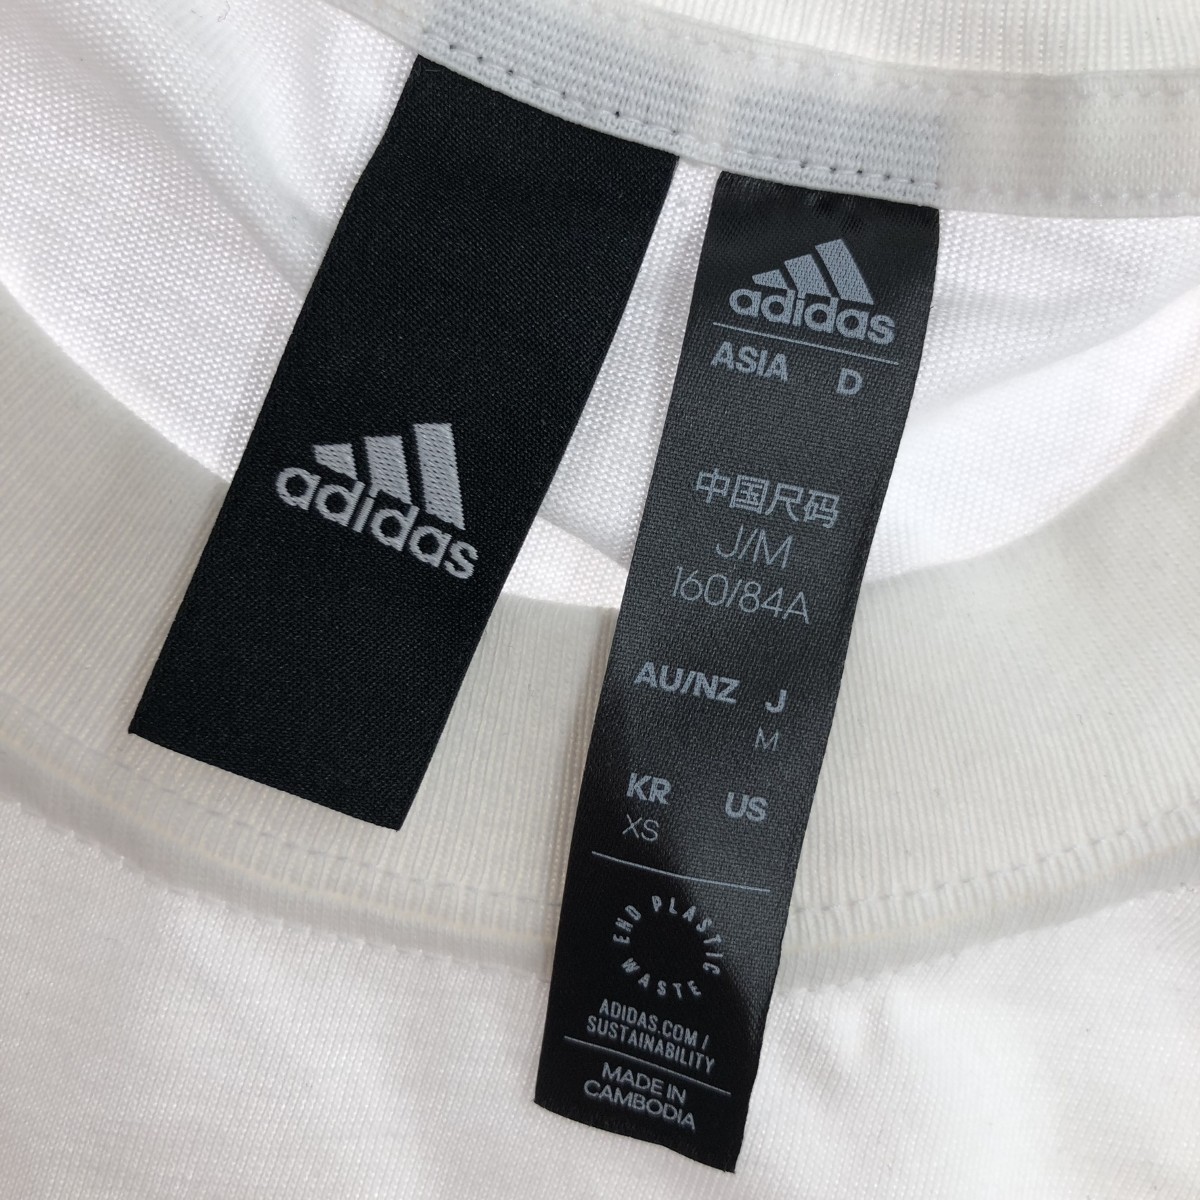 adidas
adidas
ASIA D
中国尺码
J/M
160/84A
AU/NZ J
M
KR US
XS
END PLASTIC WASTE
ADIDAS.COM/
SUSTAINABILITY
MADE IN
CAMBODIA